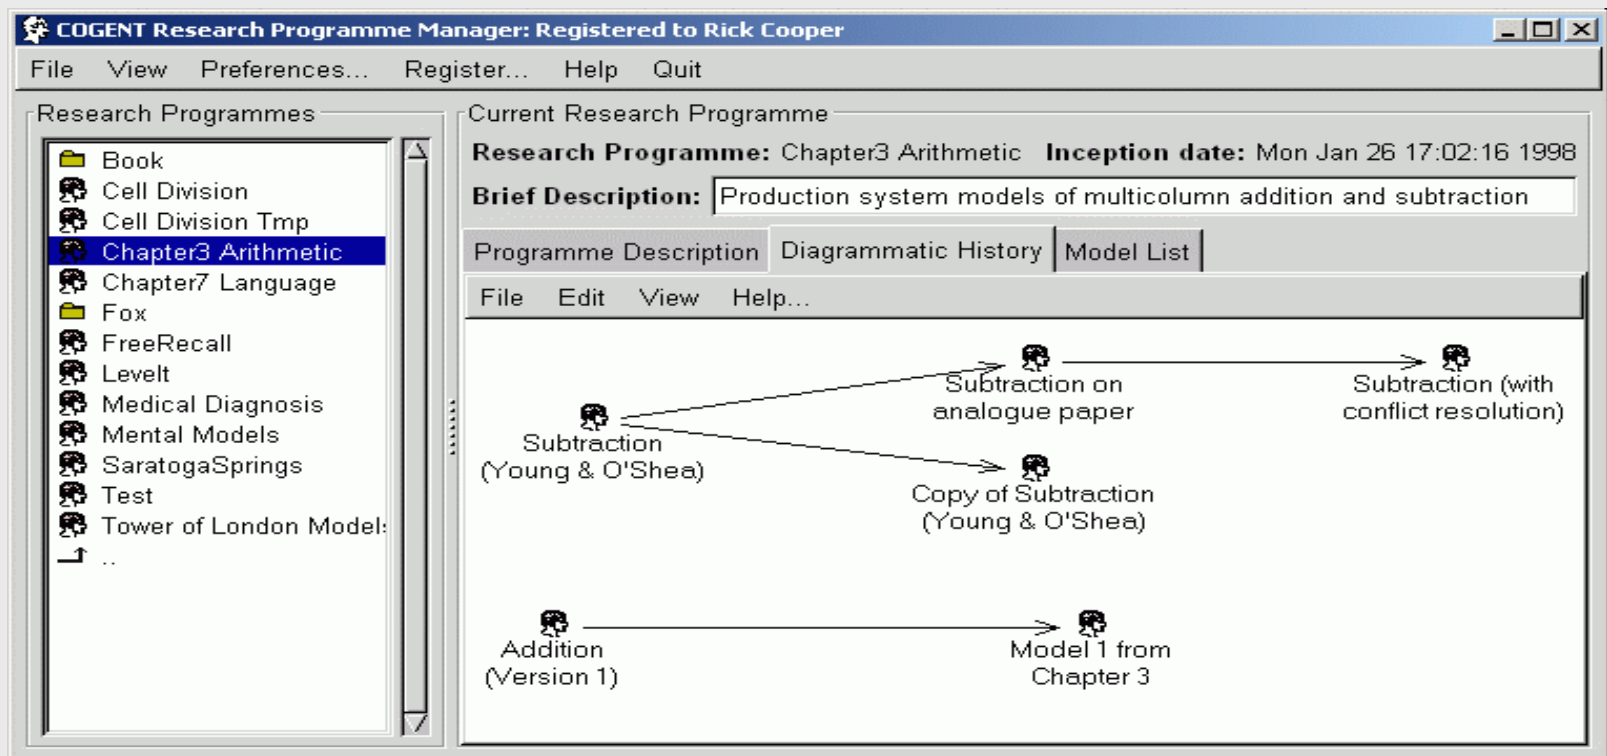 COGENT Research Programme Manager: Registered to Rick Cooper
File View Preferences... Register... Help Quit
Research Programmes
Book
Cell Division
Cell Division Tmp
Chapter3 Arithmetic
Chapter7 Language
Fox
FreeRecall
Levelt
Medical Diagnosis
Mental Models
SaratogaSprings
Test
Tower of London Models
..
Current Research Programme
Research Programme: Chapter3 Arithmetic Inception date: Mon Jan 26 17:02:16 1998
Brief Description: Production system models of multicolumn addition and subtraction
Programme Description Diagrammatic History Model List
File Edit View Help...
Subtraction
(Young & O'Shea)
Subtraction on
analogue paper
Subtraction (with
conflict resolution)
Copy of Subtraction
(Young & O'Shea)
Addition
(Version 1)
Model 1 from
Chapter 3